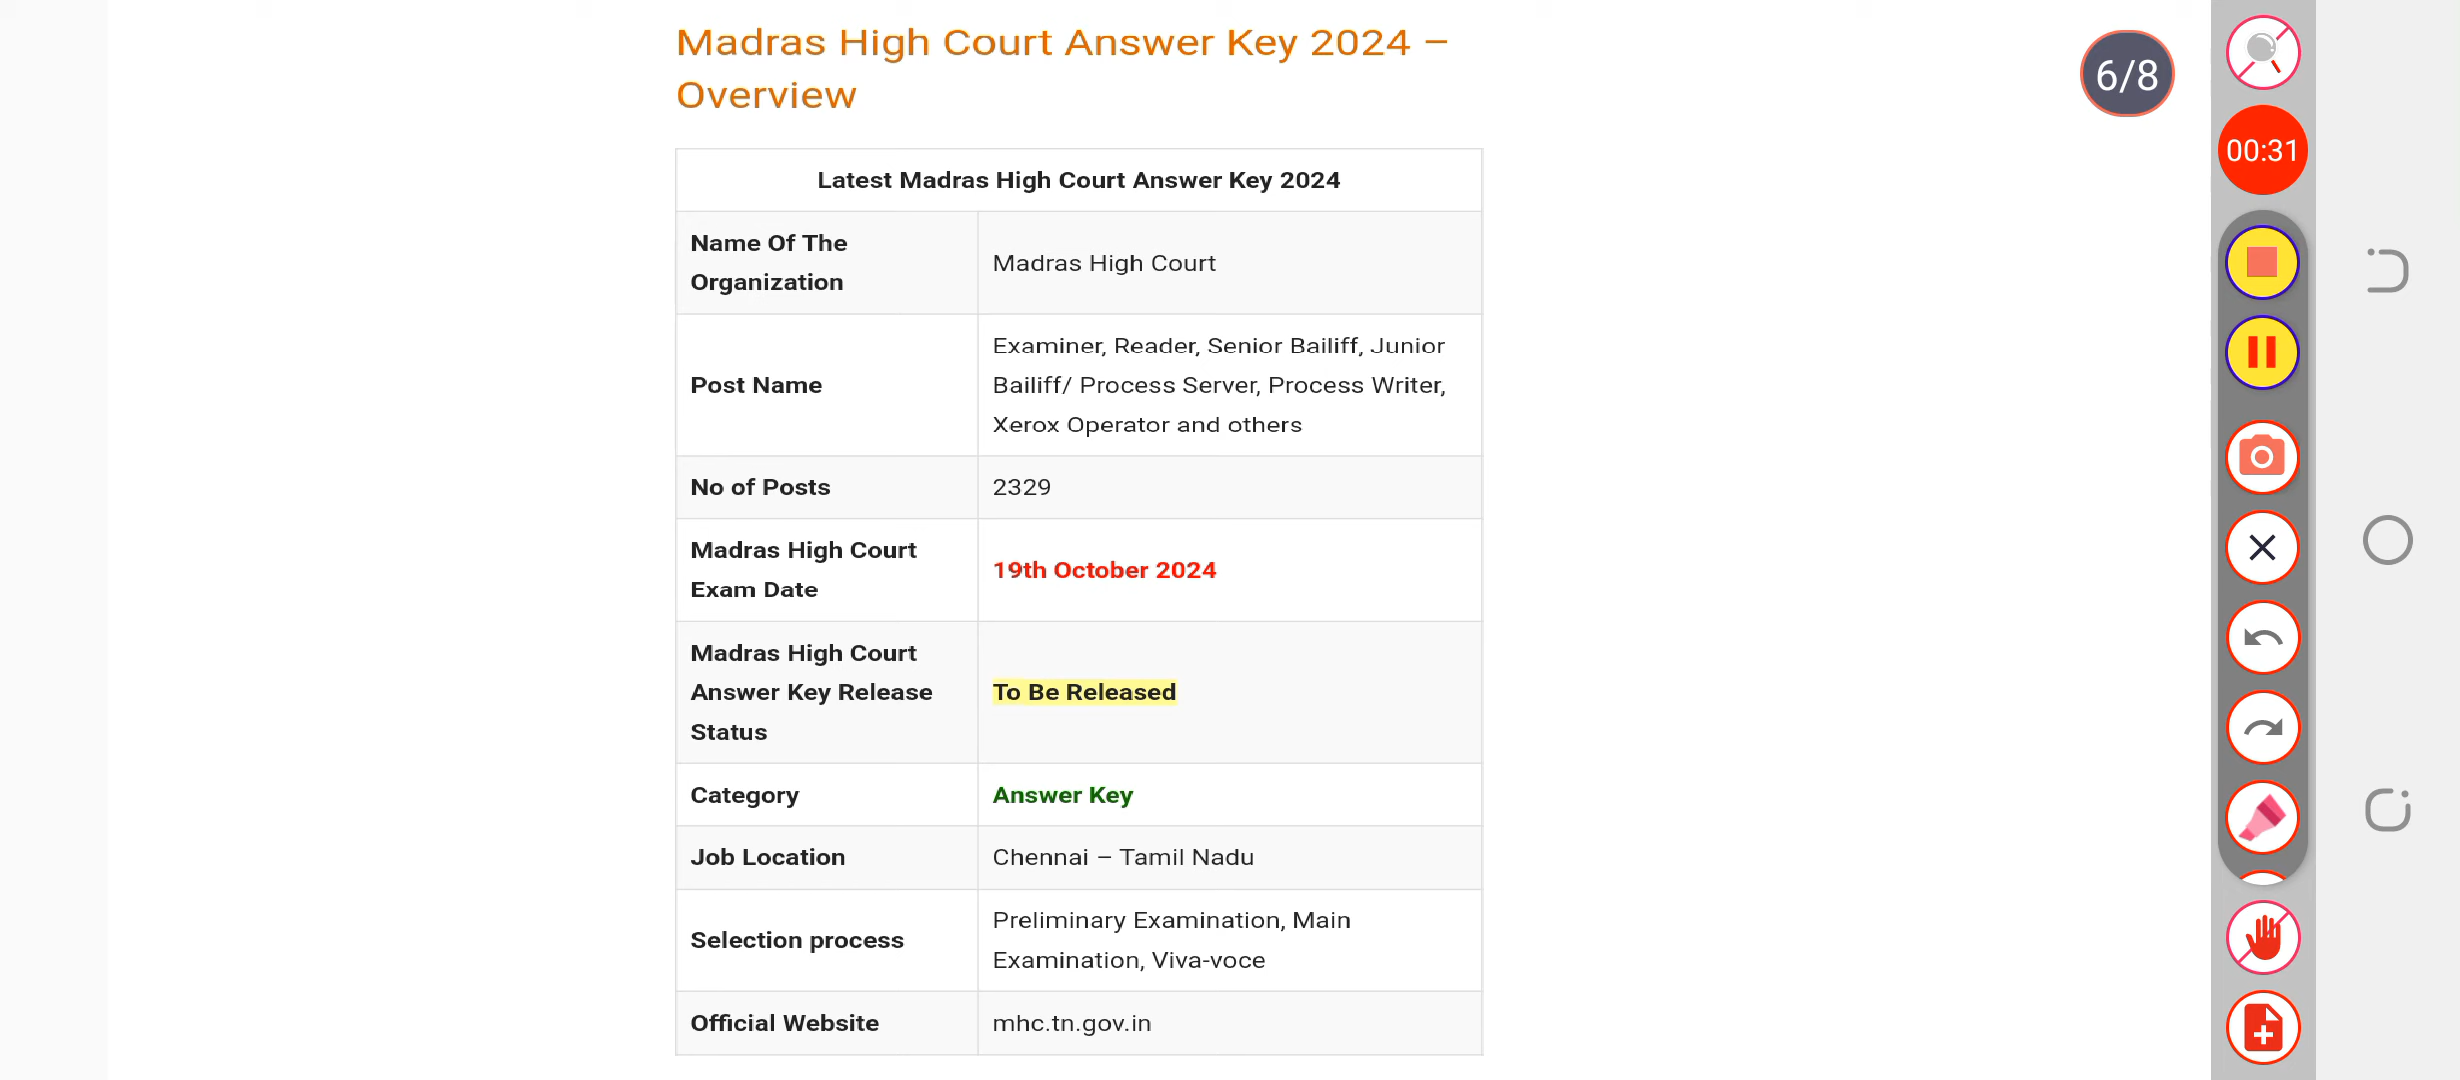 Madras High Court Answer Key 2024 –
Overview
6/8
00:31
Latest Madras High Court Answer Key 2024
Name Of The
Organization
Madras High Court
Post Name
Examiner, Reader, Senior Bailiff, Junior
Bailiff/ Process Server, Process Writer,
Xerox Operator and others
No of Posts
2329
Madras High Court
Exam Date
19th October 2024
Madras High Court
Answer Key Release
Status
To Be Released
Category
Answer Key
Job Location
Chennai – Tamil Nadu
Selection process
Preliminary Examination, Main
Examination, Viva-voce
Official Website
mhc.tn.gov.in